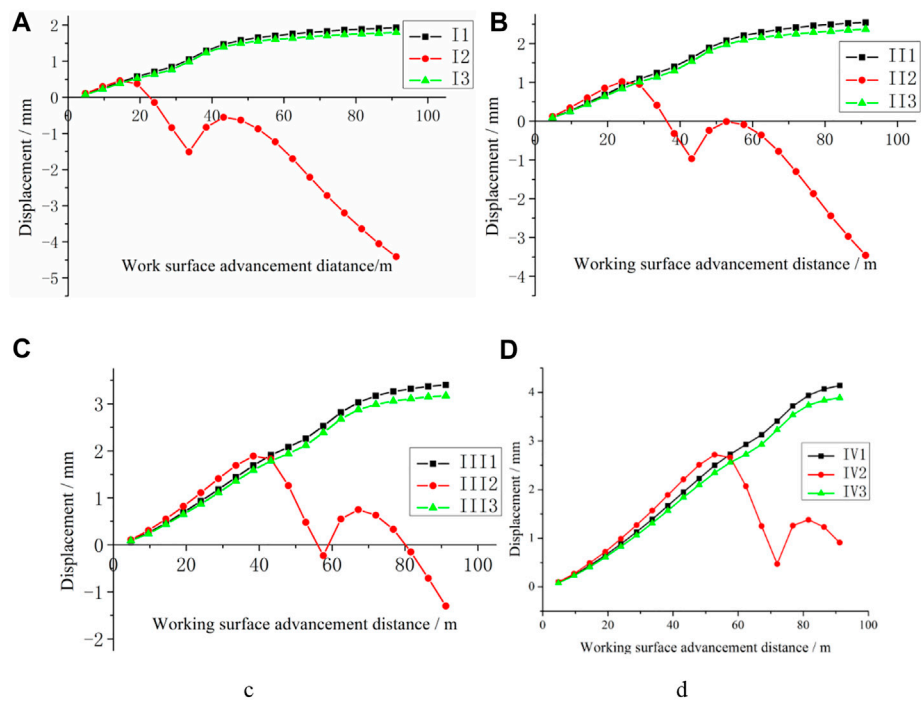 A
Displacement / mm
2
1
0
−1
−2
−3
−4
−5
0
20
40
60
80
100
I1
I2
I3
Work surface advancement diatance/m
B
Displacement / mm
2
1
0
−1
−2
−3
−4
0
20
40
60
80
100
II1
II2
II3
Working surface advancement distance / m
C
Displacement / mm
3
2
1
0
−1
−2
0
20
40
60
80
100
III1
III2
III3
Working surface advancement distance / m
c
D
Displacement / mm
4
3
2
1
0
0
20
40
60
80
100
IV1
IV2
IV3
Working surface advancement distance / m
d